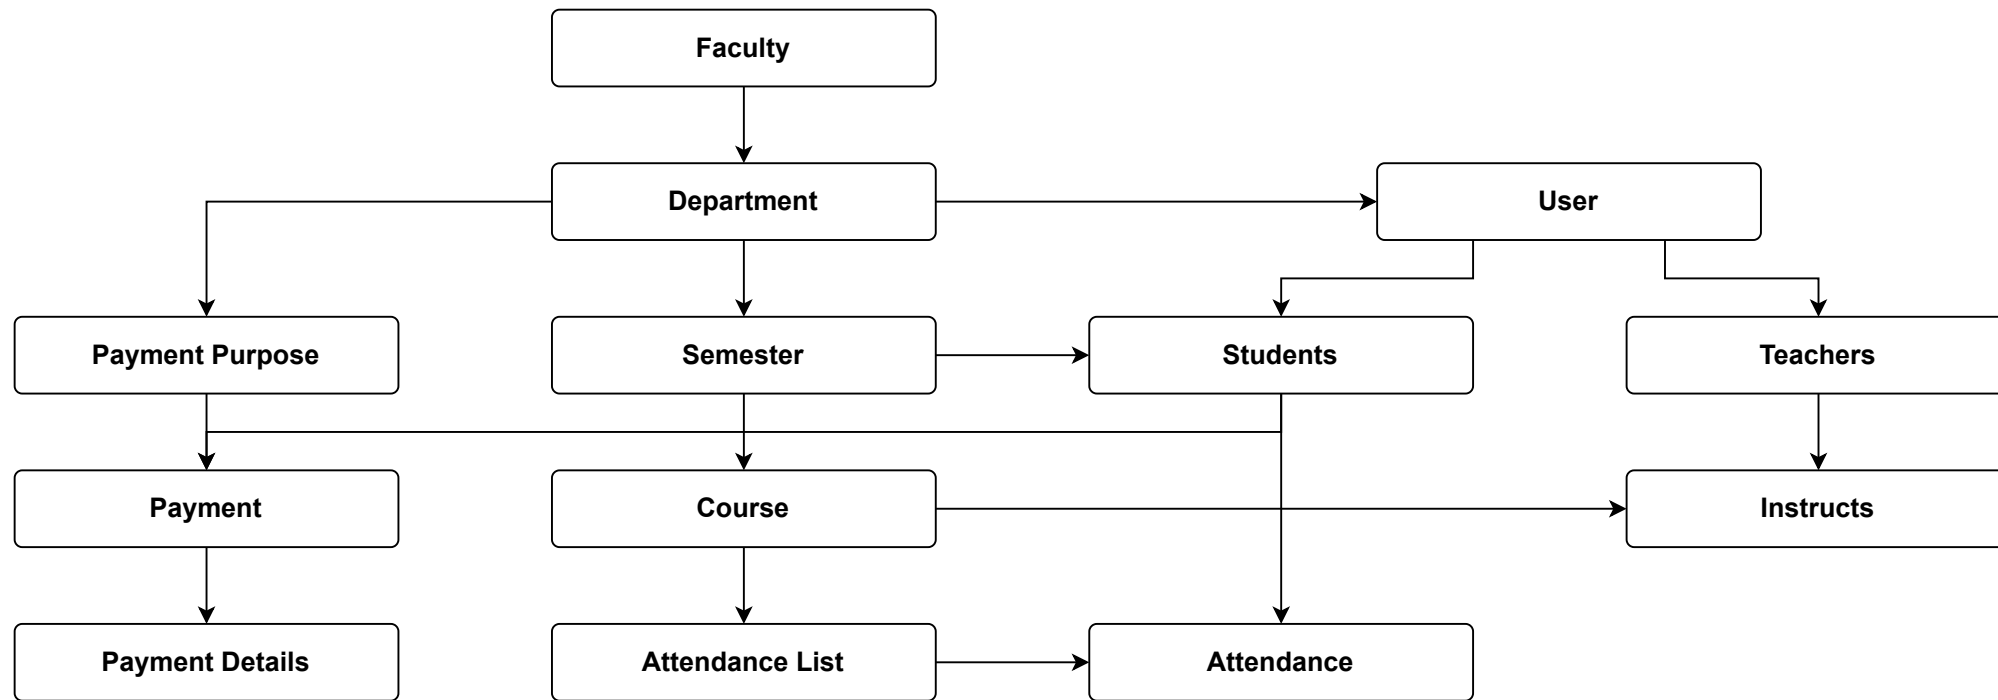 Faculty
Department
User
Payment Purpose
Semester
Students
Teachers
Payment
Course
Instructs
Payment Details
Attendance List
Attendance